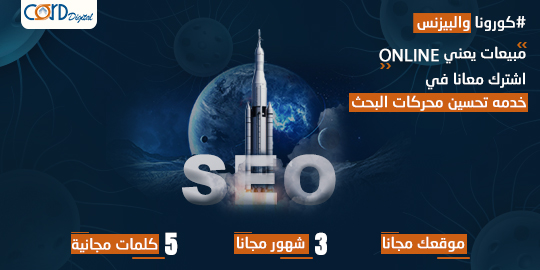 CORD
Digital
#كورونا والبيزنس
مبيعات يعني ONLINE
اشترك معانا في
خدمه تحسين محركات البحث
SEO
موقعك مجانا
3 شهور مجانا
5 كلمات مجانية